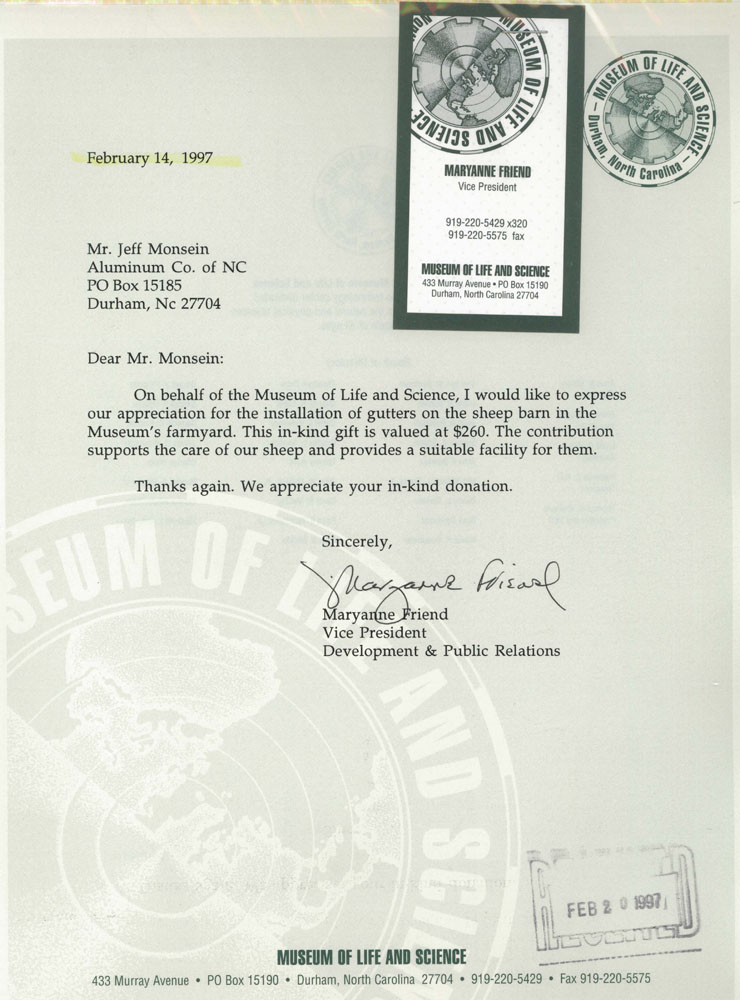 MUSEUM OF LIFE AND SCIENCE
MARYANNE FRIEND
Vice President
919-220-5429 x320
919-220-5575 fax
MUSEUM OF LIFE AND SCIENCE
433 Murray Avenue • PO Box 15190
Durham, North Carolina 27704
MUSEUM OF LIFE AND SCIENCE
Durham, North Carolina
February 14, 1997
Mr. Jeff Monsein
Aluminum Co. of NC
PO Box 15185
Durham, Nc 27704
Dear Mr. Monsein:
On behalf of the Museum of Life and Science, I would like to express
our appreciation for the installation of gutters on the sheep barn in the
Museum's farmyard. This in-kind gift is valued at $260. The contribution
supports the care of our sheep and provides a suitable facility for them.
Thanks again. We appreciate your in-kind donation.
Sincerely,
Maryanne Friend
Maryanne Friend
Vice President
Development & Public Relations
SEUM OF LIFE AND SCI
FEB 20 1997
MUSEUM OF LIFE AND SCIENCE
433 Murray Avenue • PO Box 15190 • Durham, North Carolina 27704 • 919-220-5429 • Fax 919-220-5575